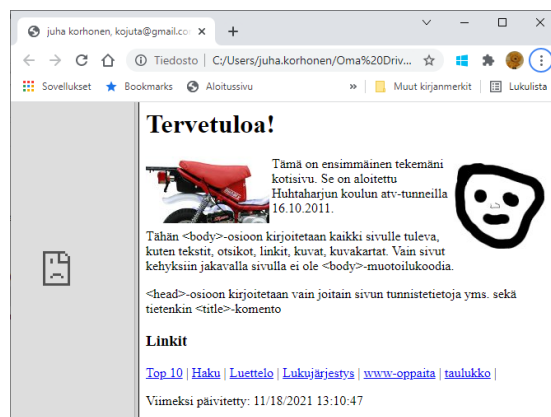 juha korhonen, kojuta@gmail.co
Tiedosto | C:/Users/juha.korhonen/Oma%20Driv...
Sovellukset Bookmarks Aloitussivu » Muut kirjanmerkit Lukulista
Tervetuloa!
Tämä on ensimmäinen tekemäni
kotisivu. Se on aloitettu
Huhtaharjun koulun atv-tunneilla
16.10.2011.
Tähän <body>-osioon kirjoitetaan kaikki sivulle tuleva,
kuten tekstit, otsikot, linkit, kuvat, kuvakartat. Vain sivut
kehyksiin jakavalla sivulla ei ole <body>-muotoilukoodia.
<head>-osioon kirjoitetaan vain joitain sivun tunnistetietoja yms. sekä
tietenkin <title>-komento
Linkit
Top 10 | Haku | Luettelo | Lukujärjestys | www-oppaita | taulukko |
Viimeksi päivitetty: 11/18/2021 13:10:47